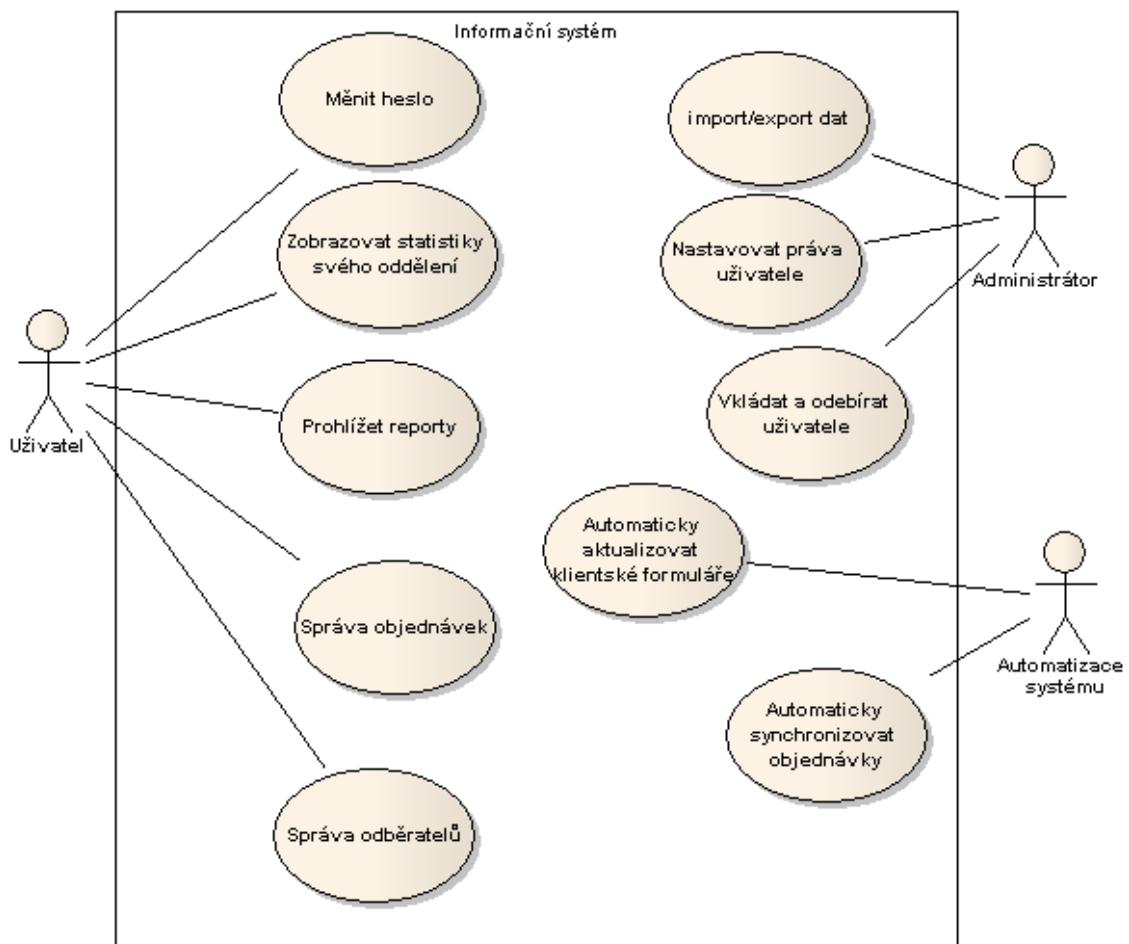 Informační systém
Měnit heslo
import/export dat
Zobrazovat statistiky
svého oddělení
Nastavovat práva
uživatele
Administrátor
Uživatel
Prohlížet reporty
Vkládat a odebírat
uživatele
Automaticky
aktualizovat
klientské formuláře
Správa objednávek
Automatizace
systému
Automaticky
synchronizovat
objednávky
Správa odběratelů